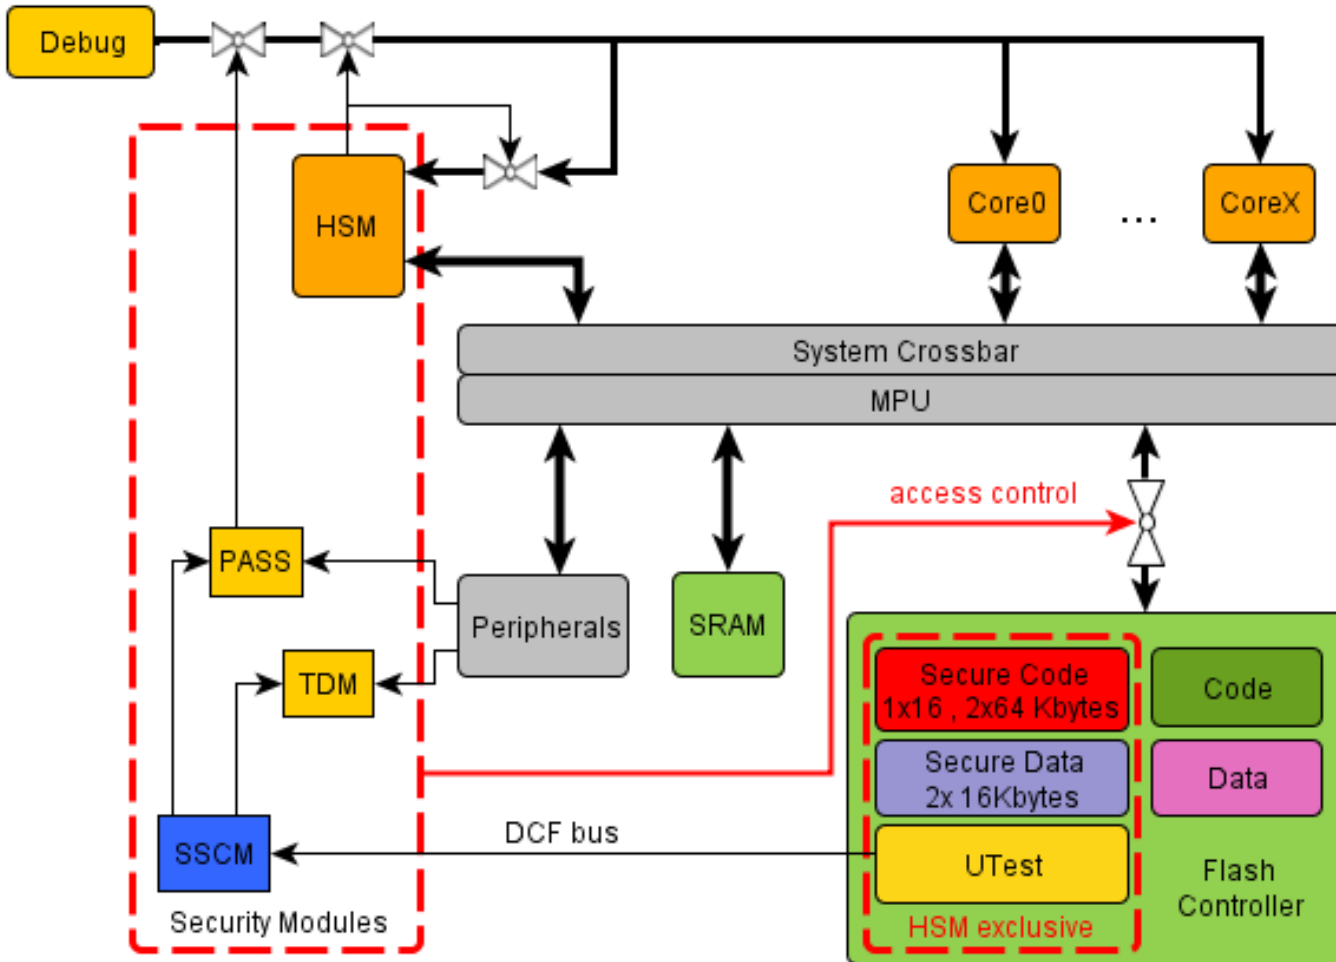 Debug
HSM
Core0
...
CoreX
System Crossbar
MPU
access control
PASS
Peripherals
SRAM
TDM
Secure Code
1x16 , 2x64 Kbytes
Code
Secure Data
2x 16Kbytes
Data
DCF bus
SSCM
UTest
Flash
Controller
Security Modules
HSM exclusive